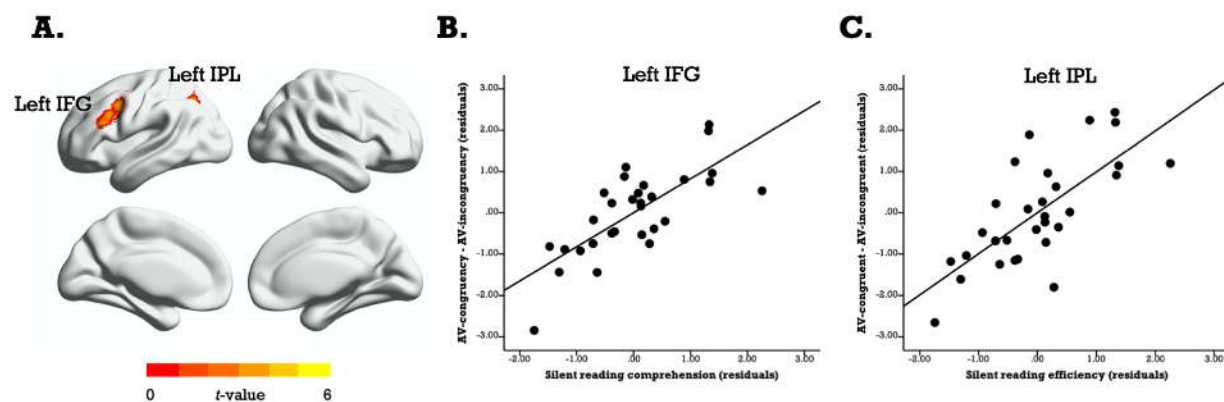 A.
Left IPL
Left IFG
0 t-value 6
B.
Left IFG
AV-congruency - AV-incongruency (residuals)
3.00
2.00
1.00
.00
-1.00
-2.00
-3.00
-2.00 -1.00 .00 1.00 2.00 3.00
Silent reading comprehension (residuals)
C.
Left IPL
AV-congruent - AV-incongruent (residuals)
3.00
2.00
1.00
.00
-1.00
-2.00
-3.00
-2.00 -1.00 .00 1.00 2.00 3.00
Silent reading efficiency (residuals)